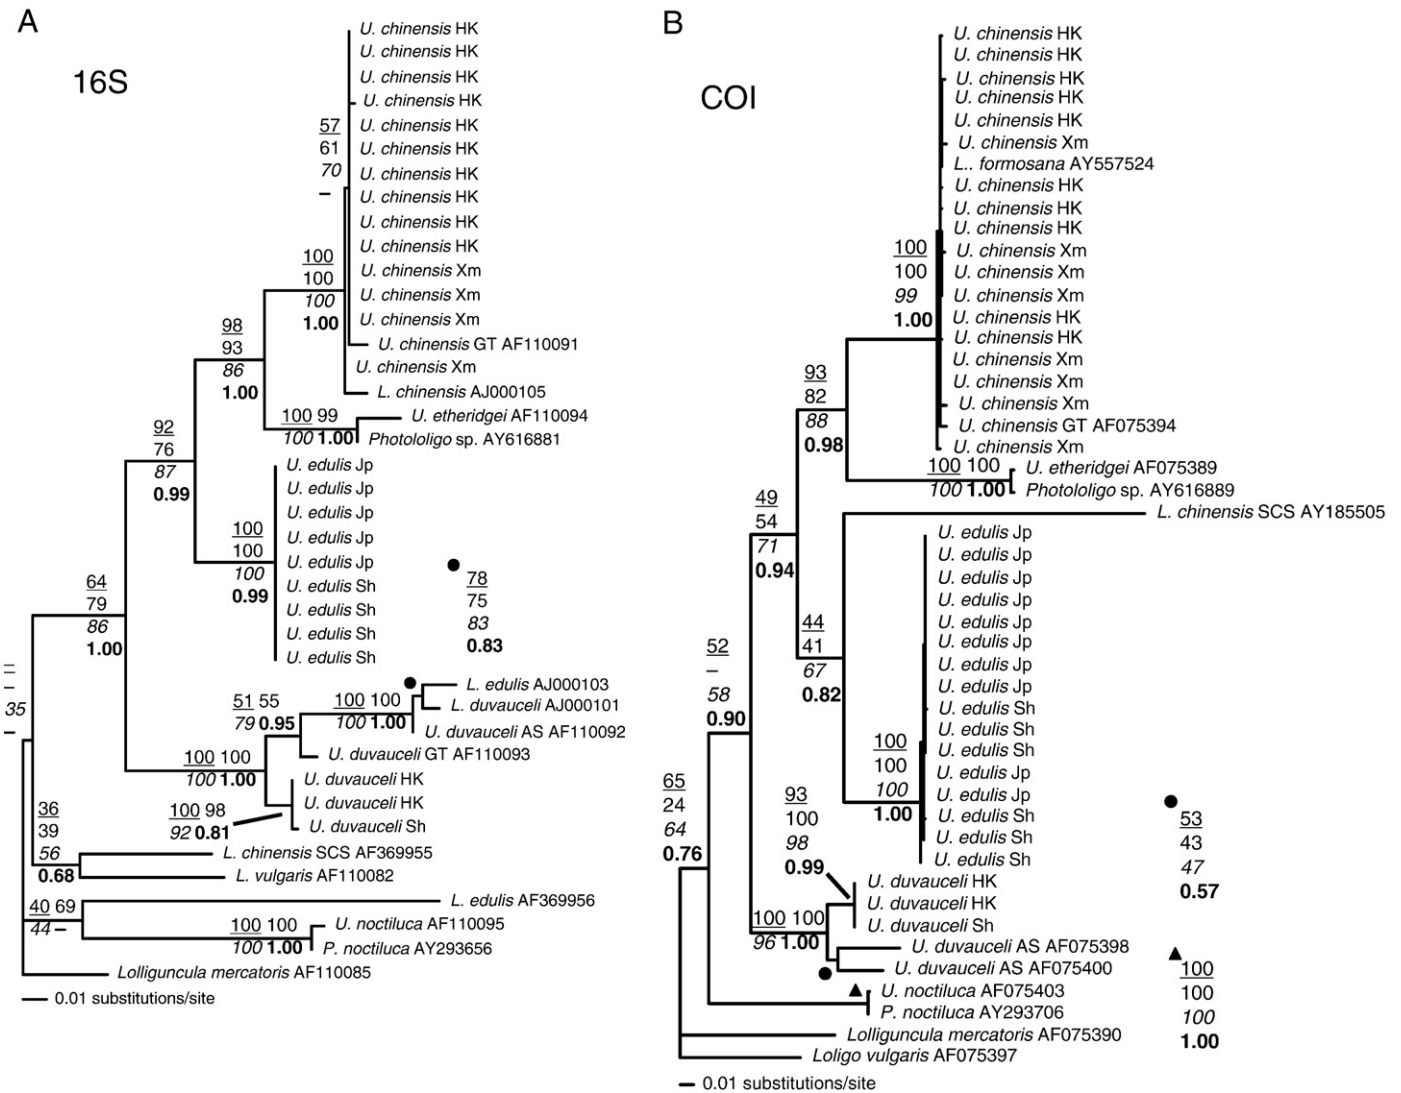 A
16S
U. chinensis HK
U. chinensis HK
U. chinensis HK
U. chinensis HK
U. chinensis HK
U. chinensis HK
U. chinensis HK
U. chinensis HK
U. chinensis HK
U. chinensis HK
U. chinensis Xm
U. chinensis Xm
U. chinensis Xm
U. chinensis GT AF110091
U. chinensis Xm
L. chinensis AJ000105
U. etheridgei AF110094
Photololigo sp. AY616881
U. edulis Jp
U. edulis Jp
U. edulis Jp
U. edulis Jp
U. edulis Jp
U. edulis Sh
U. edulis Sh
U. edulis Sh
U. edulis Sh
L. edulis AJ000103
L. duvauceli AJ000101
U. duvauceli AS AF110092
U. duvauceli GT AF110093
U. duvauceli HK
U. duvauceli HK
U. duvauceli Sh
L. chinensis SCS AF369955
L. vulgaris AF110082
L. edulis AF369956
U. noctiluca AF110095
P. noctiluca AY293656
Lolliguncula mercatoris AF110085
0.01 substitutions/site
57
61
70
–
100
100
100
1.00
98
93
86
1.00
100 99
100 1.00
92
76
87
0.99
100
100
100
0.99
78
75
83
0.83
64
79
86
1.00
–
–
35
–
51 55
79 0.95
100 100
100 1.00
100 100
100 1.00
100 98
92 0.81
36
39
56
0.68
40 69
44 –
100 100
100 1.00
B
COI
U. chinensis HK
U. chinensis HK
U. chinensis HK
U. chinensis HK
U. chinensis HK
U. chinensis Xm
L.. formosana AY557524
U. chinensis HK
U. chinensis HK
U. chinensis HK
U. chinensis Xm
U. chinensis Xm
U. chinensis Xm
U. chinensis HK
U. chinensis HK
U. chinensis Xm
U. chinensis Xm
U. chinensis Xm
U. chinensis GT AF075394
U. chinensis Xm
U. etheridgei AF075389
Photololigo sp. AY616889
L. chinensis SCS AY185505
U. edulis Jp
U. edulis Jp
U. edulis Jp
U. edulis Jp
U. edulis Jp
U. edulis Jp
U. edulis Jp
U. edulis Jp
U. edulis Sh
U. edulis Sh
U. edulis Sh
U. edulis Jp
U. edulis Jp
U. edulis Sh
U. edulis Sh
U. edulis Sh
U. duvauceli HK
U. duvauceli HK
U. duvauceli Sh
U. duvauceli AS AF075398
U. duvauceli AS AF075400
U. noctiluca AF075403
P. noctiluca AY293706
Lolliguncula mercatoris AF075390
Loligo vulgaris AF075397
0.01 substitutions/site
100
100
99
1.00
93
82
88
0.98
100 100
100 1.00
49
54
71
0.94
44
41
67
0.82
52
–
58
0.90
100
100
100
1.00
65
24
64
0.76
93
100
98
0.99
100 100
96 1.00
53
43
47
0.57
100
100
100
1.00